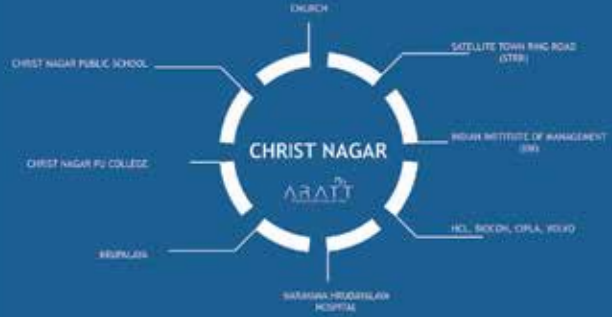 CHURCH
CHRIST NAGAR PUBLIC SCHOOL
SATELLITE TOWN RING ROAD
(STRR)
CHRIST NAGAR
ARATT
INDIAN INSTITUTE OF MANAGEMENT
(IIM)
CHRIST NAGAR PU COLLEGE
HCL, BIOCON, CIPLA, VOLVO
KRUPALAYA
NARAYANA HRUDAYALAYA
HOSPITAL